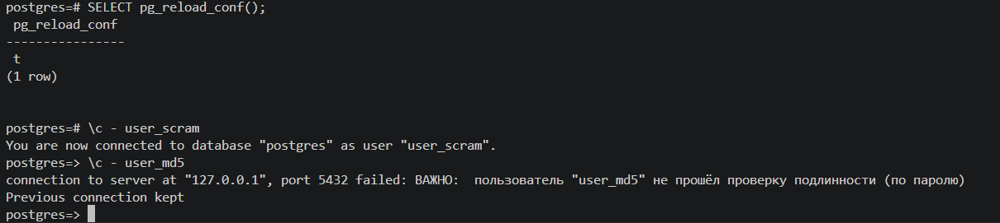 postgres=# SELECT pg_reload_conf();
 pg_reload_conf
----------------
 t
(1 row)
postgres=# \c - user_scram
You are now connected to database "postgres" as user "user_scram".
postgres=> \c - user_md5
connection to server at "127.0.0.1", port 5432 failed: ВАЖНО:  пользователь "user_md5" не прошёл проверку подлинности (по паролю)
Previous connection kept
postgres=>